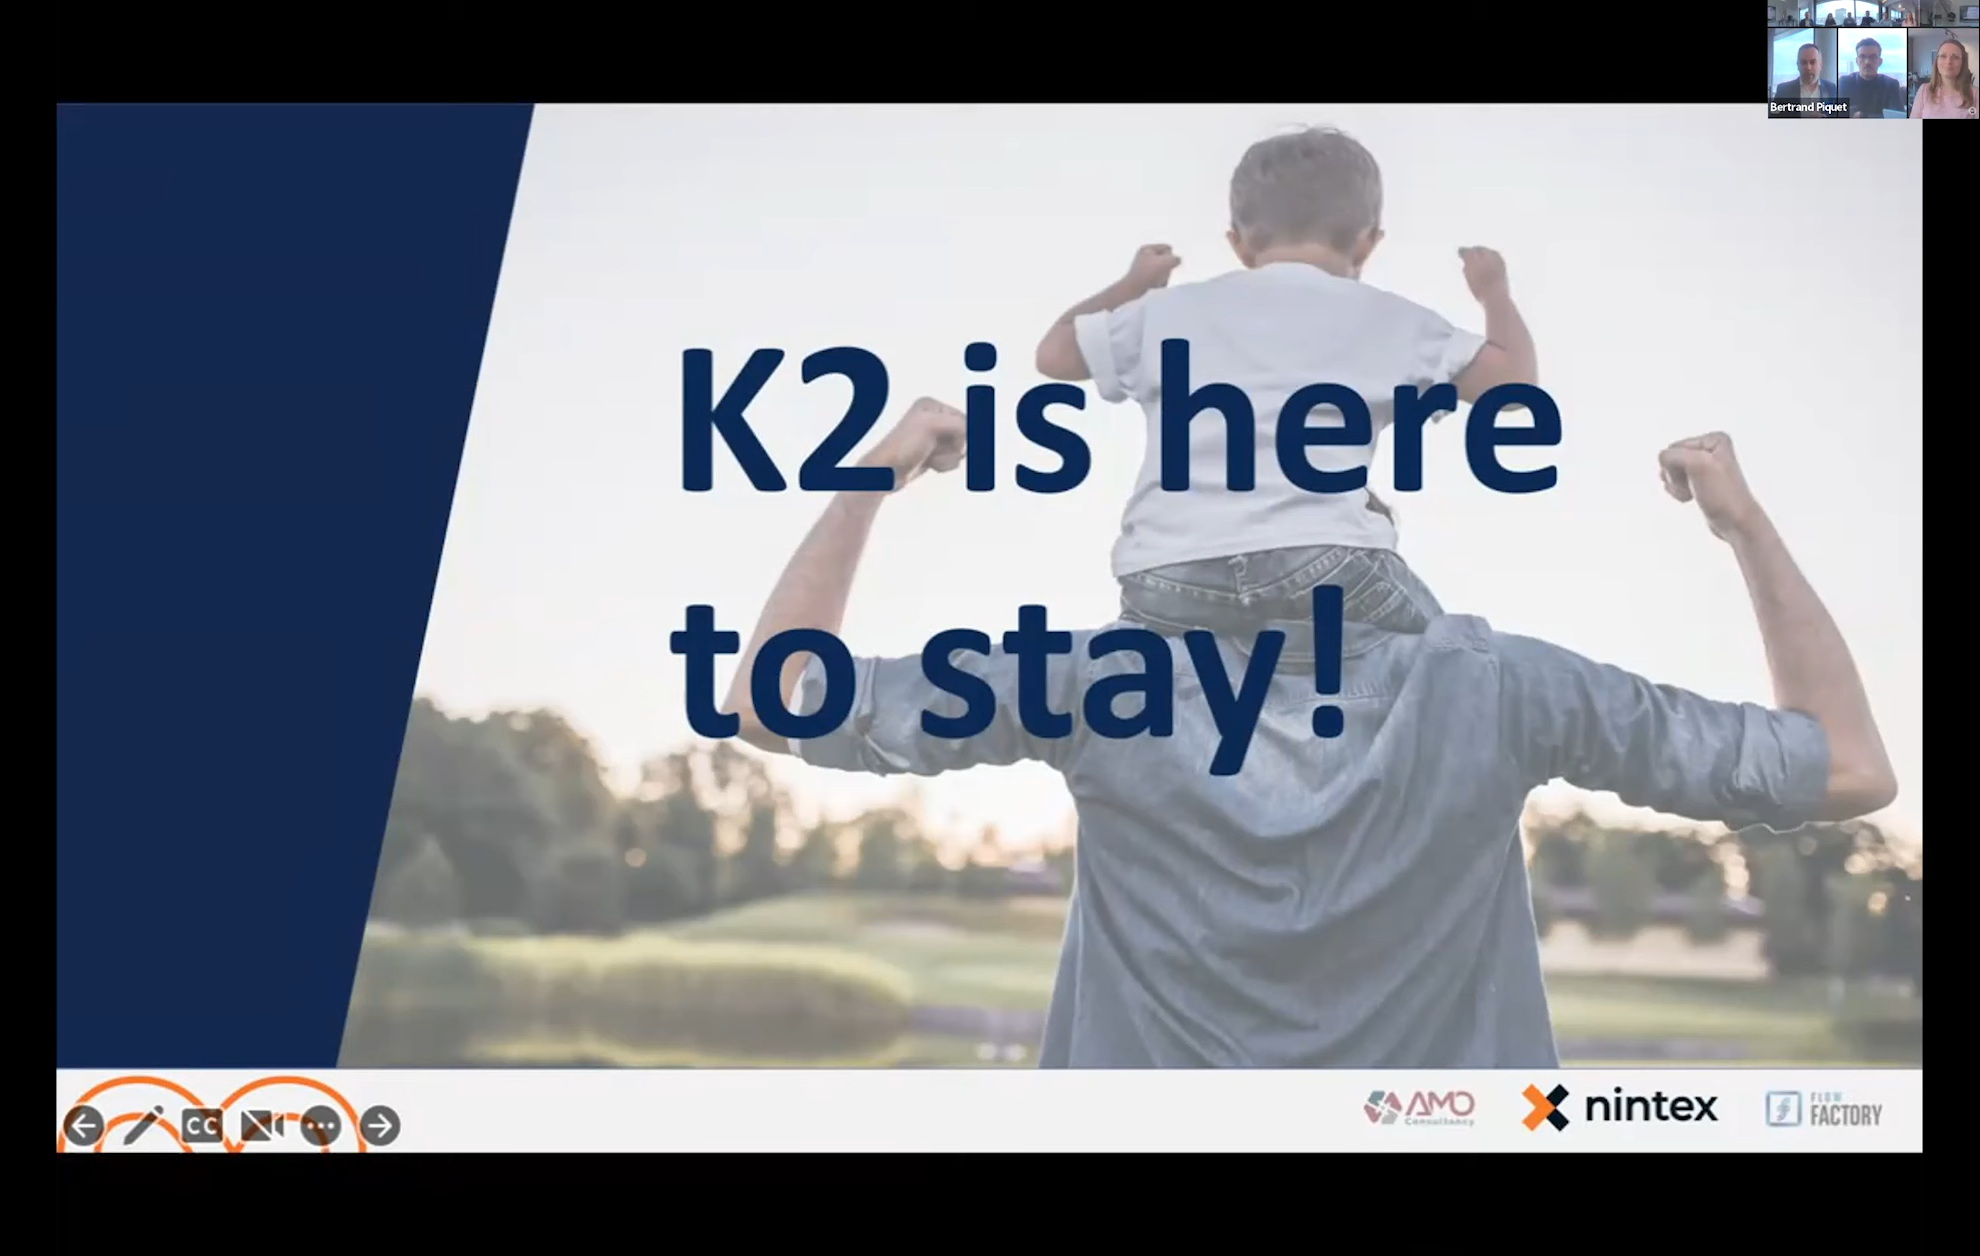 Bertrand Piquet
K2 is here
to stay!
CC
AMO
Consultancy
nintex
FLOW
FACTORY